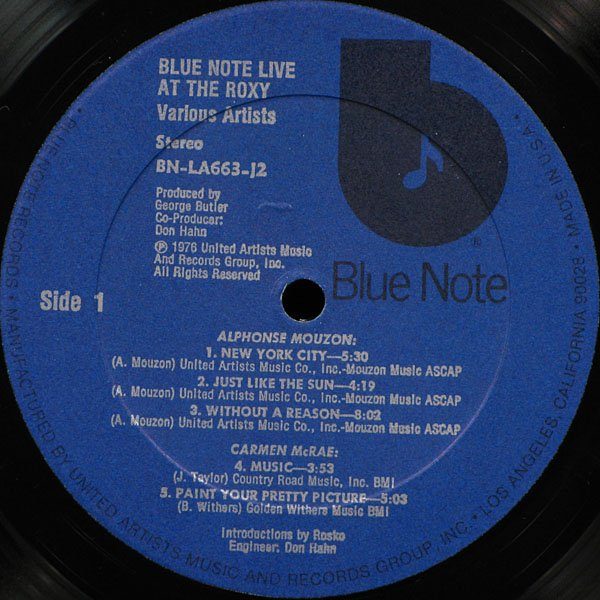 BLUE NOTE LIVE
AT THE ROXY
Various Artists
Stereo
BN-LA663-J2
Produced by
George Butler
Co-Producer:
Don Hahn
℗ 1976 United Artists Music
And Records Group, Inc.
All Rights Reserved
Side 1
b
®
Blue Note
ALPHONSE MOUZON:
1. NEW YORK CITY—5:30
(A. Mouzon) United Artists Music Co., Inc.-Mouzon Music ASCAP
2. JUST LIKE THE SUN—4:19
(A. Mouzon) United Artists Music Co., Inc.-Mouzon Music ASCAP
3. WITHOUT A REASON—8:02
(A. Mouzon) United Artists Music Co., Inc.-Mouzon Music ASCAP
CARMEN McRAE:
4. MUSIC—3:53
(J. Taylor) Country Road Music, Inc. BMI
5. PAINT YOUR PRETTY PICTURE—5:03
(B. Withers) Golden Withers Music BMI
Introductions by Rosko
Engineer: Don Hahn
BLUE NOTE RECORDS • MANUFACTURED BY UNITED ARTISTS MUSIC AND RECORDS GROUP, INC. • LOS ANGELES, CALIFORNIA 90028 • MADE IN U.S.A. •